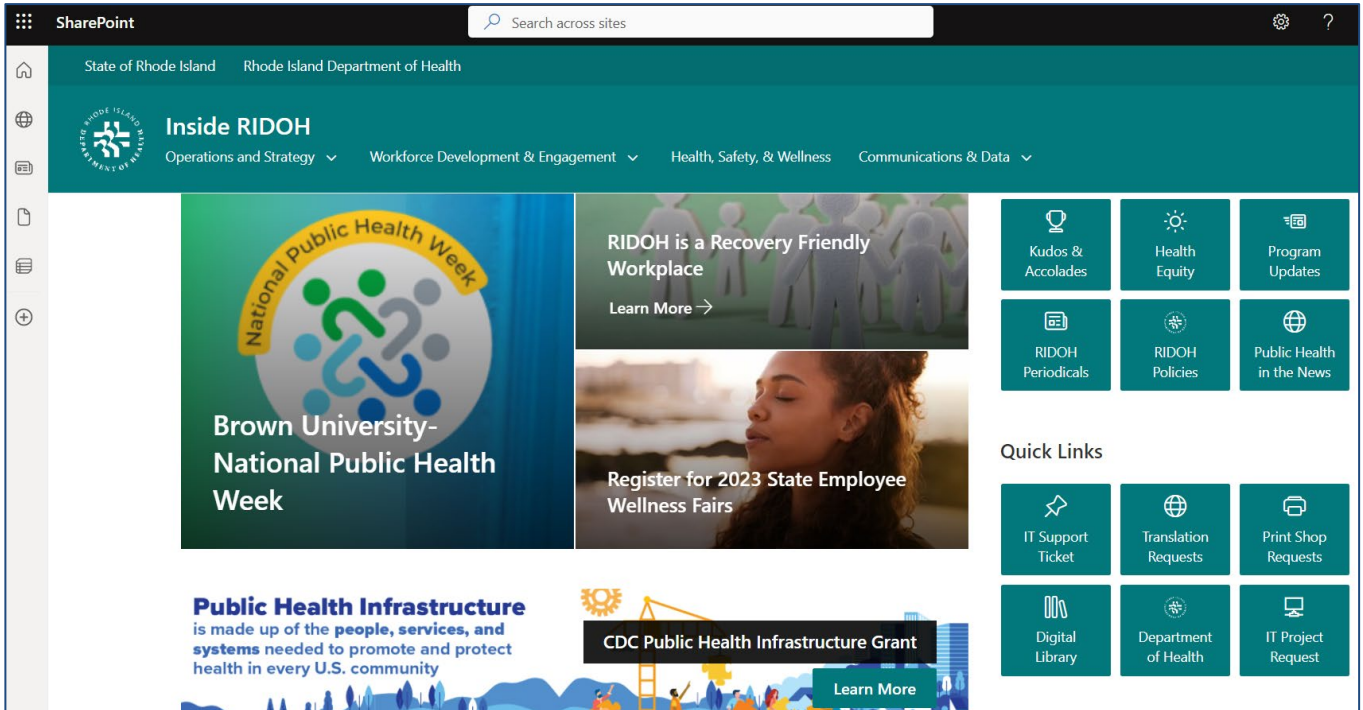 SharePoint
Search across sites
?
State of Rhode Island Rhode Island Department of Health
RHODE ISLAND
DEPARTMENT OF HEALTH
Inside RIDOH
Operations and Strategy Workforce Development & Engagement Health, Safety, & Wellness Communications & Data
National Public Health Week
Brown University-
National Public Health
Week
RIDOH is a Recovery Friendly
Workplace
Learn More →
Register for 2023 State Employee
Wellness Fairs
Public Health Infrastructure
is made up of the people, services, and
systems needed to promote and protect
health in every U.S. community
CDC Public Health Infrastructure Grant
Learn More
Kudos &
Accolades
Health
Equity
Program
Updates
RIDOH
Periodicals
RIDOH
Policies
Public Health
in the News
Quick Links
IT Support
Ticket
Translation
Requests
Print Shop
Requests
Digital
Library
Department
of Health
IT Project
Request